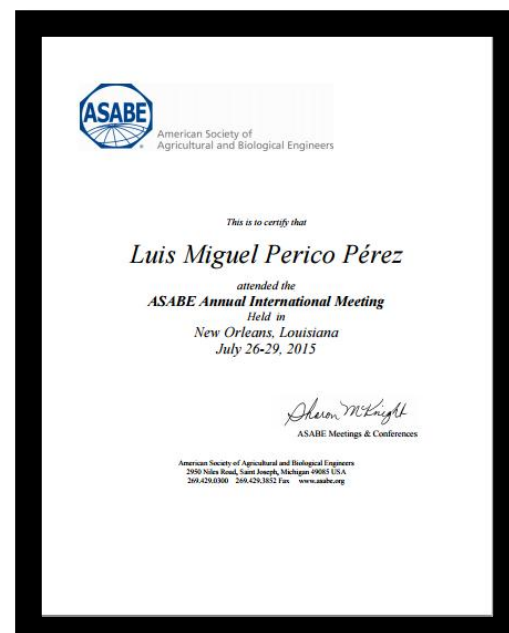 ASABE
American Society of
Agricultural and Biological Engineers
This is to certify that
Luis Miguel Perico Pérez
attended the
ASABE Annual International Meeting
Held in
New Orleans, Louisiana
July 26-29, 2015
Sharon McKnight
ASABE Meetings & Conferences
American Society of Agricultural and Biological Engineers
2950 Niles Road, Saint Joseph, Michigan 49085 USA
269.429.0300 269.429.3852 Fax www.asabe.org